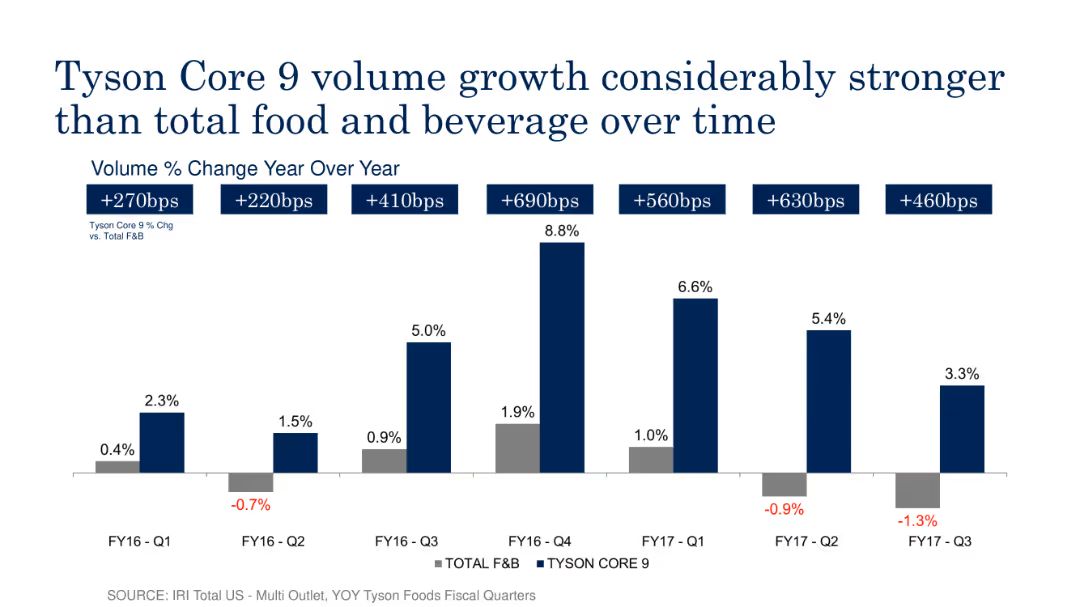 Tyson Core 9 volume growth considerably stronger
than total food and beverage over time
Volume % Change Year Over Year
+270bps +220bps +410bps +690bps +560bps +630bps +460bps
Tyson Core 9 % Chg
vs. Total F&B
8.8%
6.6%
5.4%
5.0%
3.3%
2.3%
1.9%
1.5%
1.0%
0.9%
0.4%
-0.7%
-0.9%
-1.3%
FY16 - Q1 FY16 - Q2 FY16 - Q3 FY16 - Q4 FY17 - Q1 FY17 - Q2 FY17 - Q3
TOTAL F&B TYSON CORE 9
SOURCE: IRI Total US - Multi Outlet, YOY Tyson Foods Fiscal Quarters